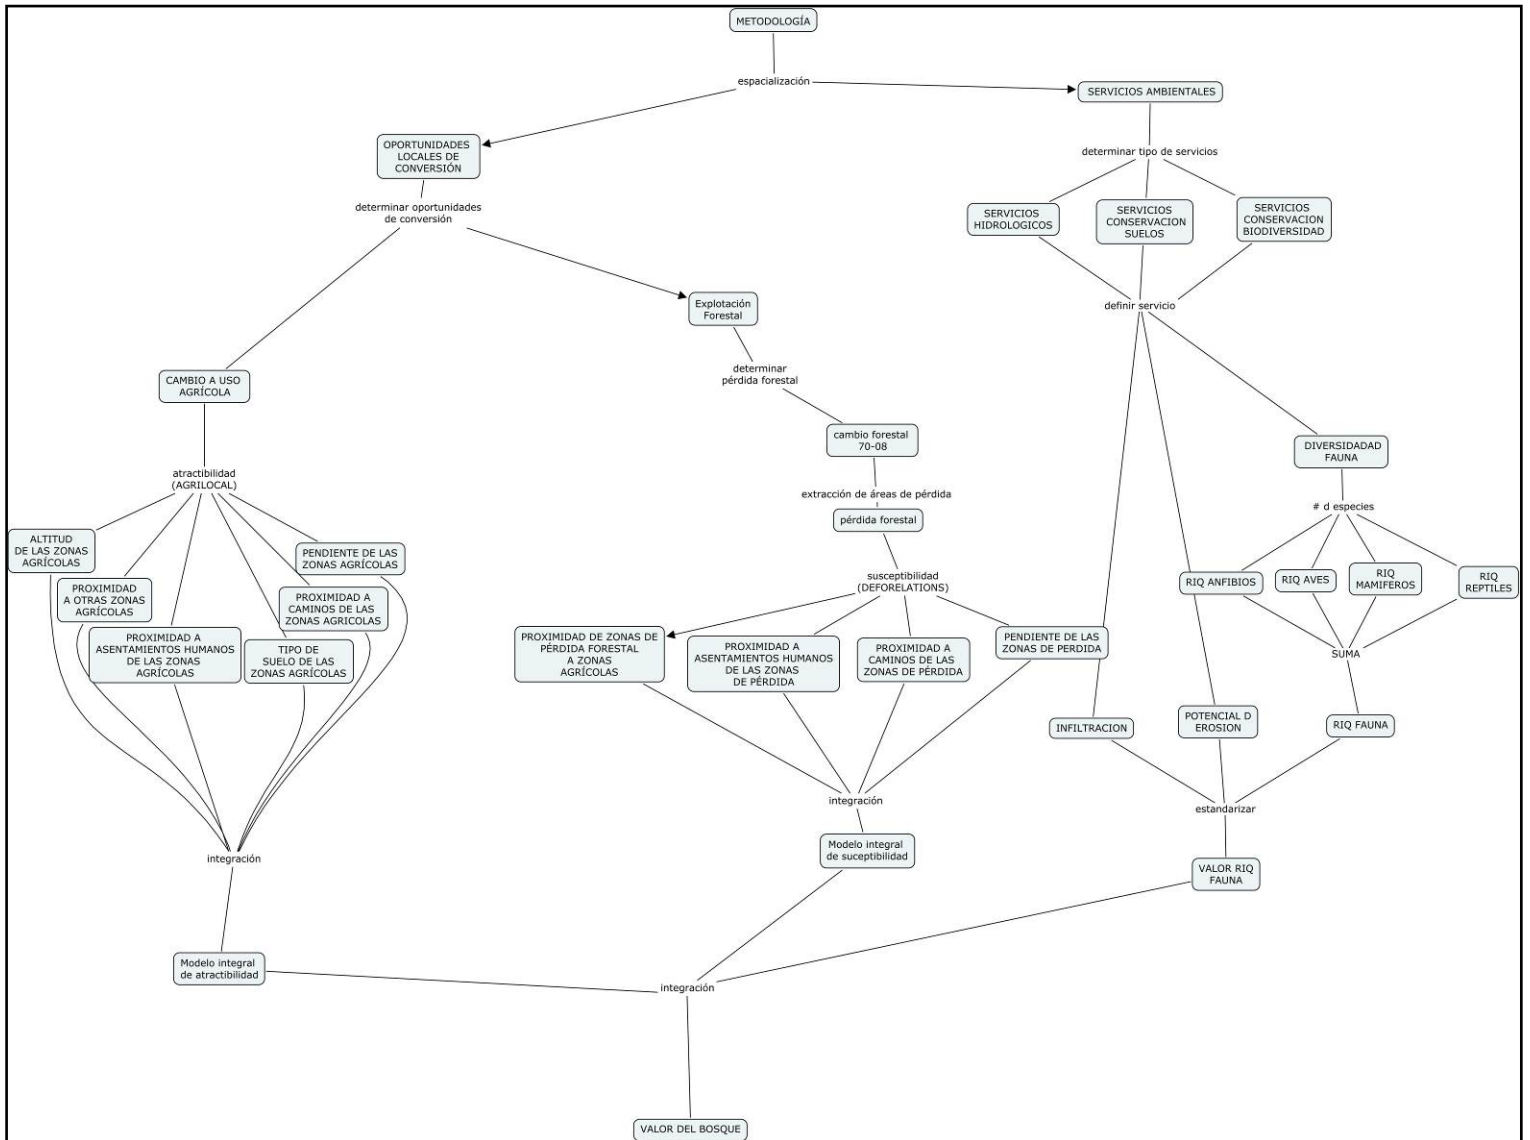 METODOLOGÍA
espacialización
SERVICIOS AMBIENTALES
OPORTUNIDADES
LOCALES DE
CONVERSIÓN
determinar tipo de servicios
determinar oportunidades
de conversión
SERVICIOS
HIDROLOGICOS
SERVICIOS
CONSERVACION
SUELOS
SERVICIOS
CONSERVACION
BIODIVERSIDAD
Explotación
Forestal
definir servicio
determinar
pérdida forestal
CAMBIO A USO
AGRÍCOLA
cambio forestal
70-08
DIVERSIDADAD
FAUNA
atractibilidad
(AGRILOCAL)
extracción de áreas de pérdida
pérdida forestal
# d especies
ALTITUD
DE LAS ZONAS
AGRÍCOLAS
PENDIENTE DE LAS
ZONAS AGRÍCOLAS
PROXIMIDAD
A OTRAS ZONAS
AGRÍCOLAS
PROXIMIDAD A
CAMINOS DE LAS
ZONAS AGRICOLAS
susceptibilidad
(DEFORELATIONS)
RIQ ANFIBIOS
RIQ AVES
RIQ
MAMIFEROS
RIQ
REPTILES
PROXIMIDAD A
ASENTAMIENTOS HUMANOS
DE LAS ZONAS
AGRÍCOLAS
TIPO DE
SUELO DE LAS
ZONAS AGRÍCOLAS
PROXIMIDAD DE ZONAS DE
PÉRDIDA FORESTAL
A ZONAS
AGRÍCOLAS
PROXIMIDAD A
ASENTAMIENTOS HUMANOS
DE LAS ZONAS
DE PÉRDIDA
PROXIMIDAD A
CAMINOS DE LAS
ZONAS DE PÉRDIDA
PENDIENTE DE LAS
ZONAS DE PERDIDA
SUMA
INFILTRACION
POTENCIAL D
EROSION
RIQ FAUNA
integración
estandarizar
Modelo integral
de suceptibilidad
integración
VALOR RIQ
FAUNA
Modelo integral
de atractibilidad
integración
VALOR DEL BOSQUE